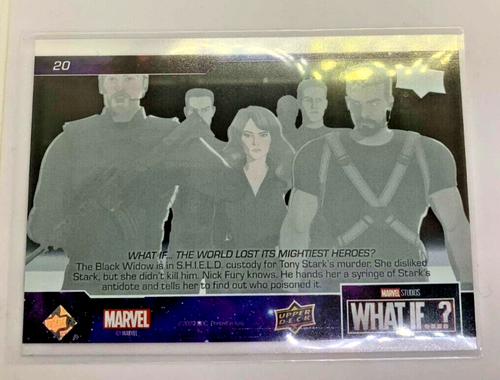 20
WHAT IF... THE WORLD LOST ITS MIGHTIEST HEROES?
The Black Widow is in S.H.I.E.L.D. custody for Tony Stark's murder. She disliked
Stark, but she didn't kill him. Nick Fury knows. He hands her a syringe of Stark's
antidote and tells her to find out who poisoned it.
MARVEL
© MARVEL
UPPER DECK
MARVEL STUDIOS
WHAT IF...?